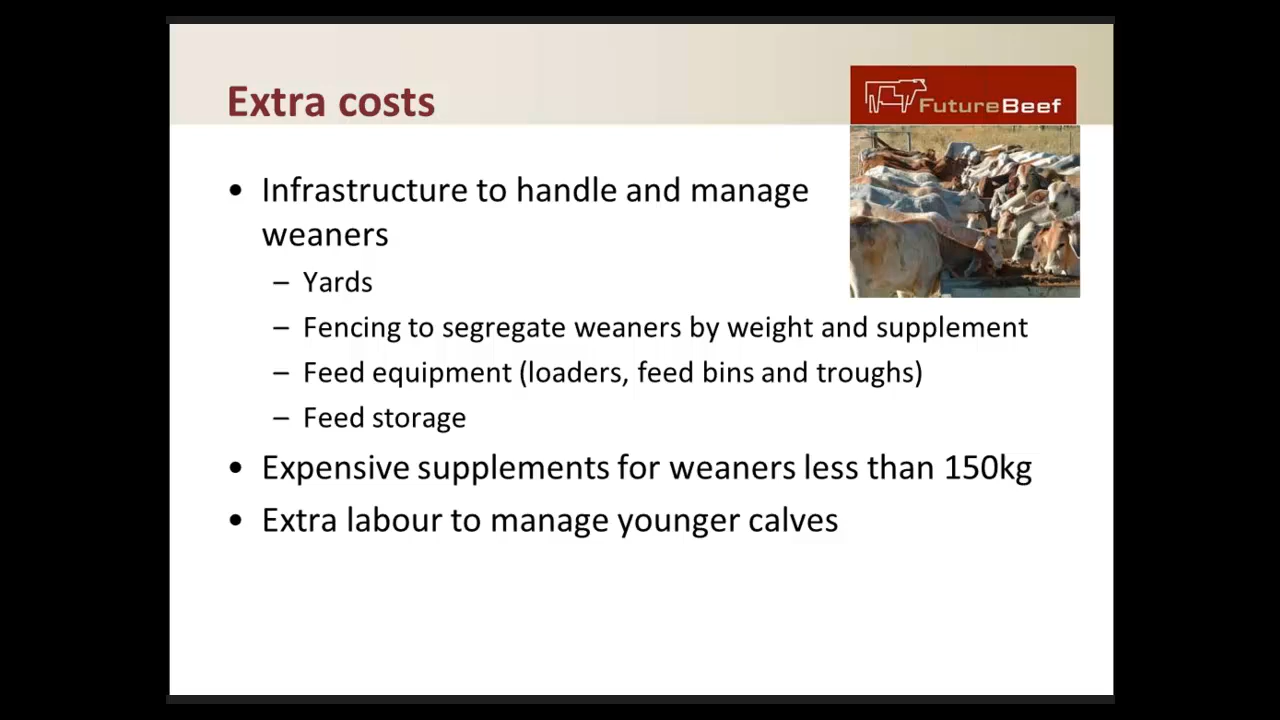 Extra costs
FutureBeef
• Infrastructure to handle and manage
weaners
– Yards
– Fencing to segregate weaners by weight and supplement
– Feed equipment (loaders, feed bins and troughs)
– Feed storage
• Expensive supplements for weaners less than 150kg
• Extra labour to manage younger calves